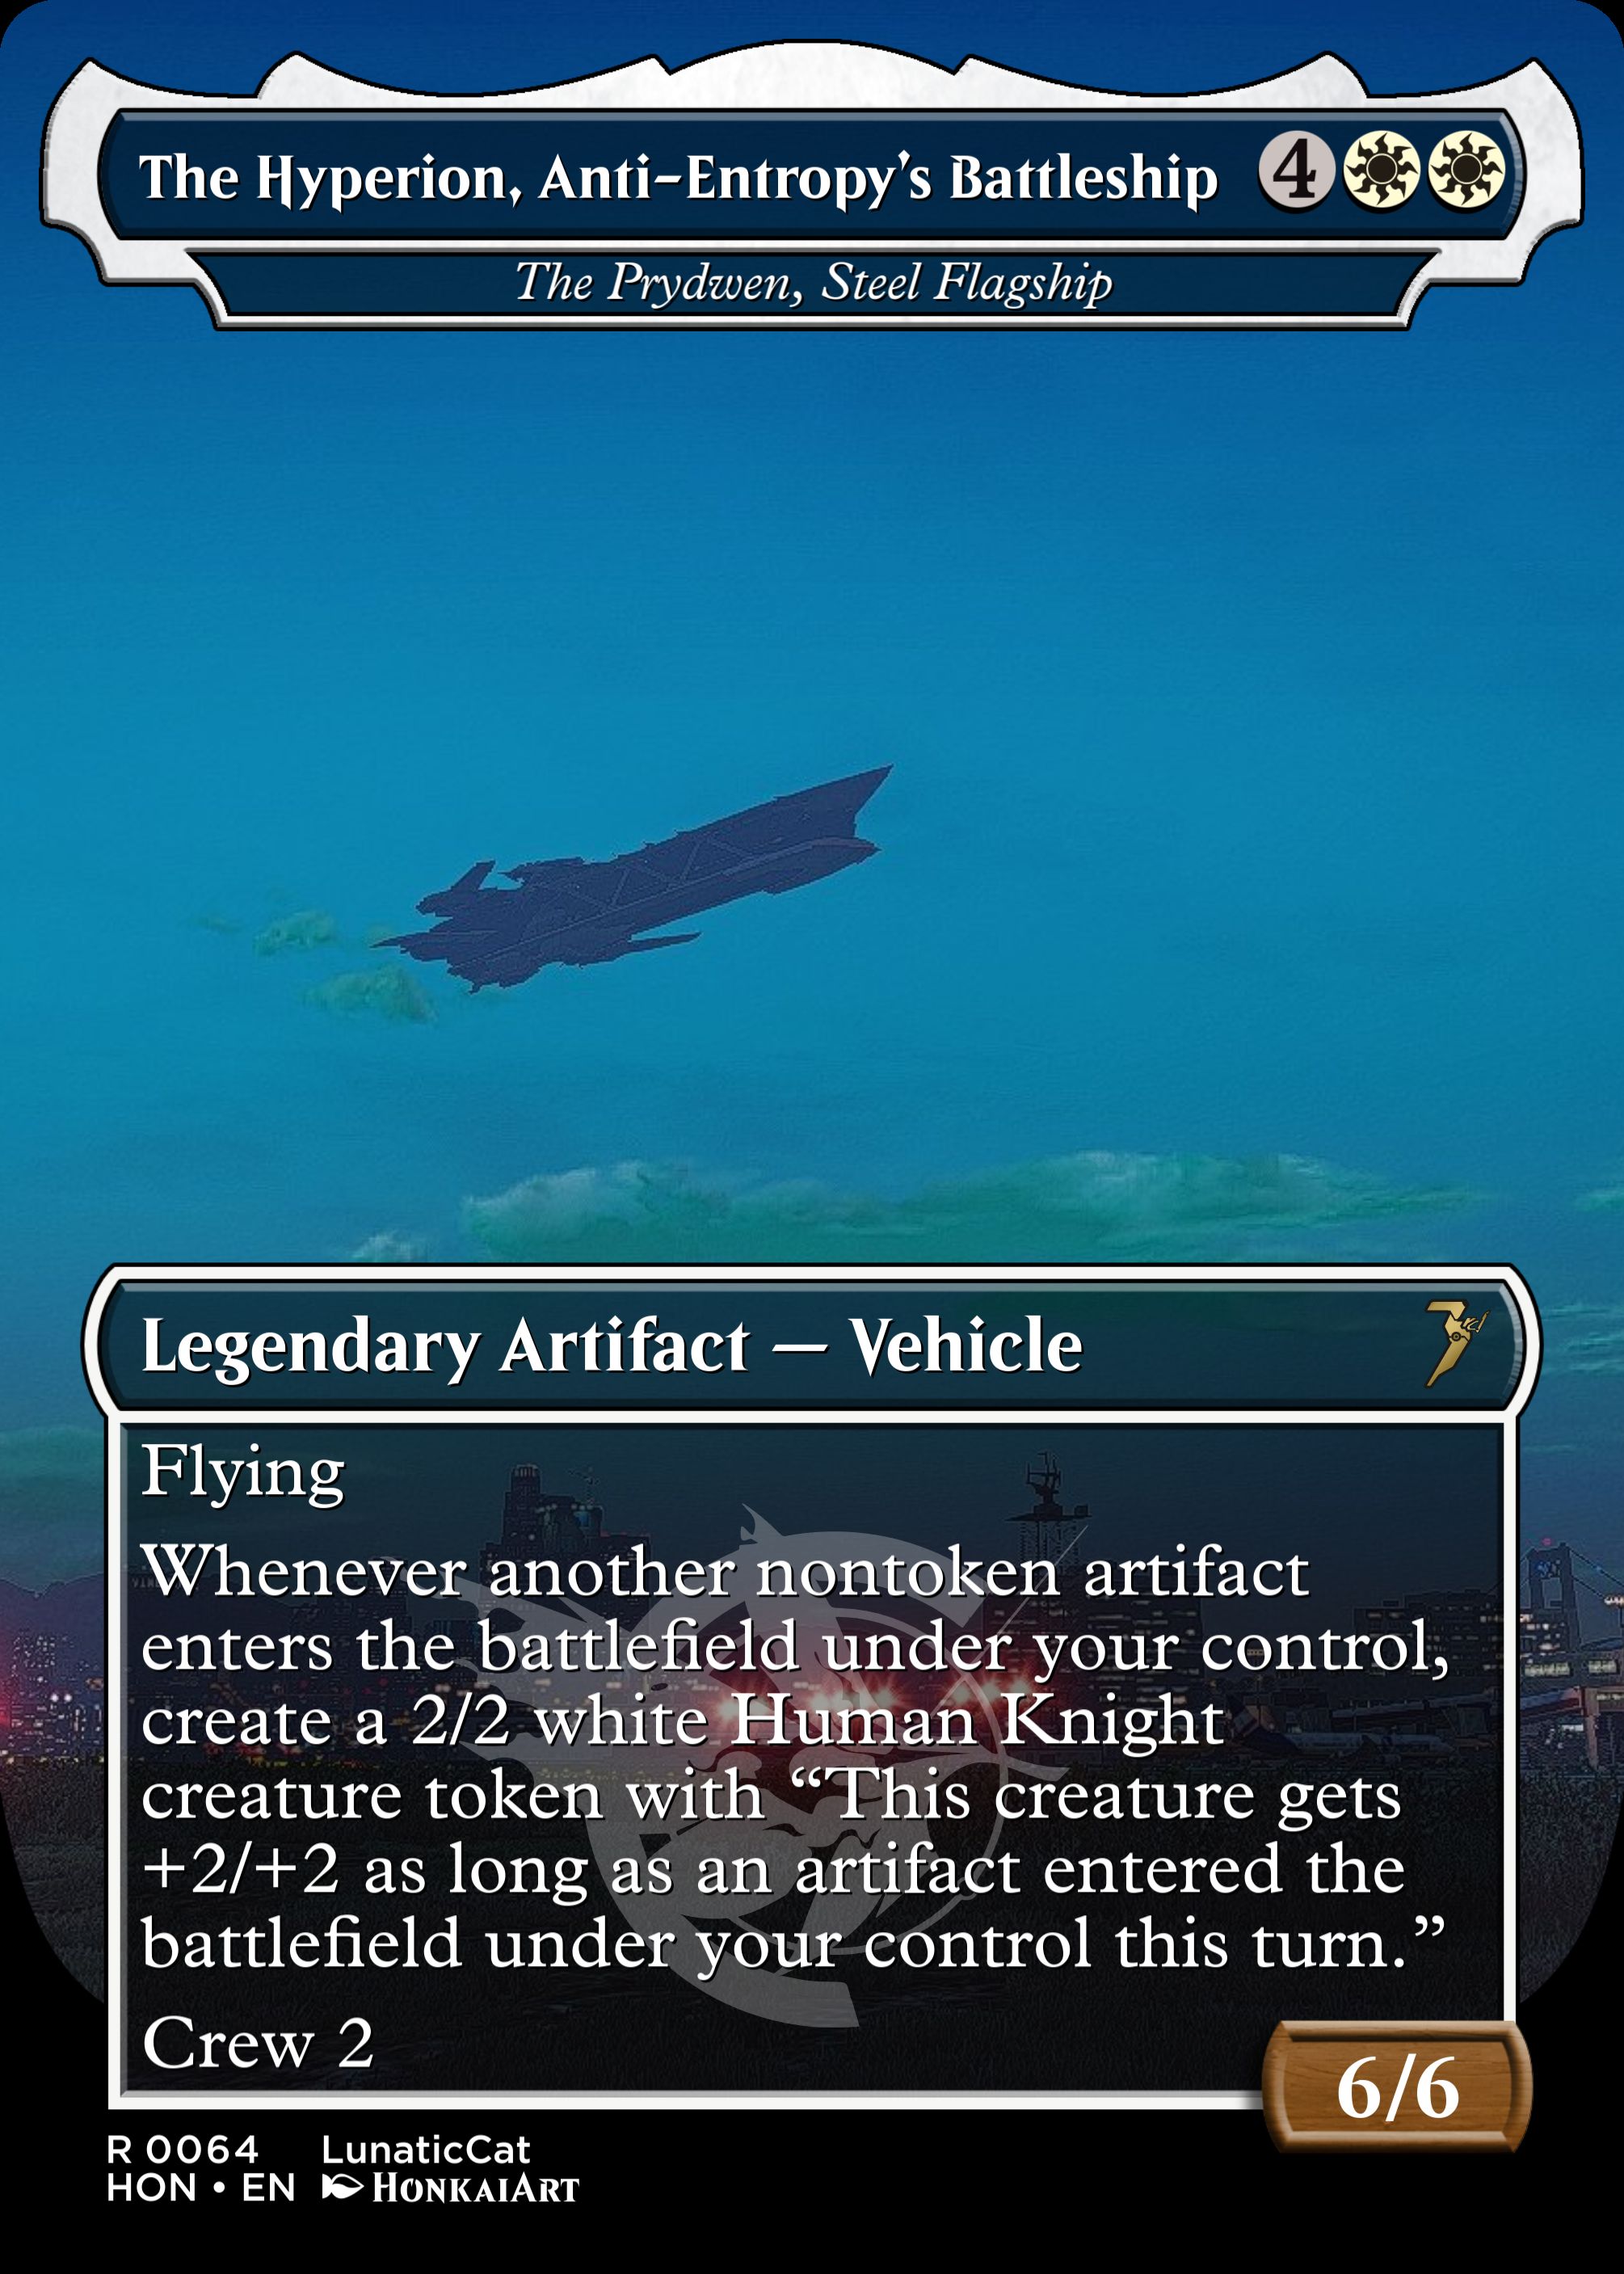 The Hyperion, Anti-Entropy's Battleship 4
The Prydwen, Steel Flagship
Legendary Artifact — Vehicle
Flying
Whenever another nontoken artifact
enters the battlefield under your control,
create a 2/2 white Human Knight
creature token with “This creature gets
+2/+2 as long as an artifact entered the
battlefield under your control this turn.”
Crew 2
6/6
R 0064 LunaticCat
HON • EN HonkaiArt